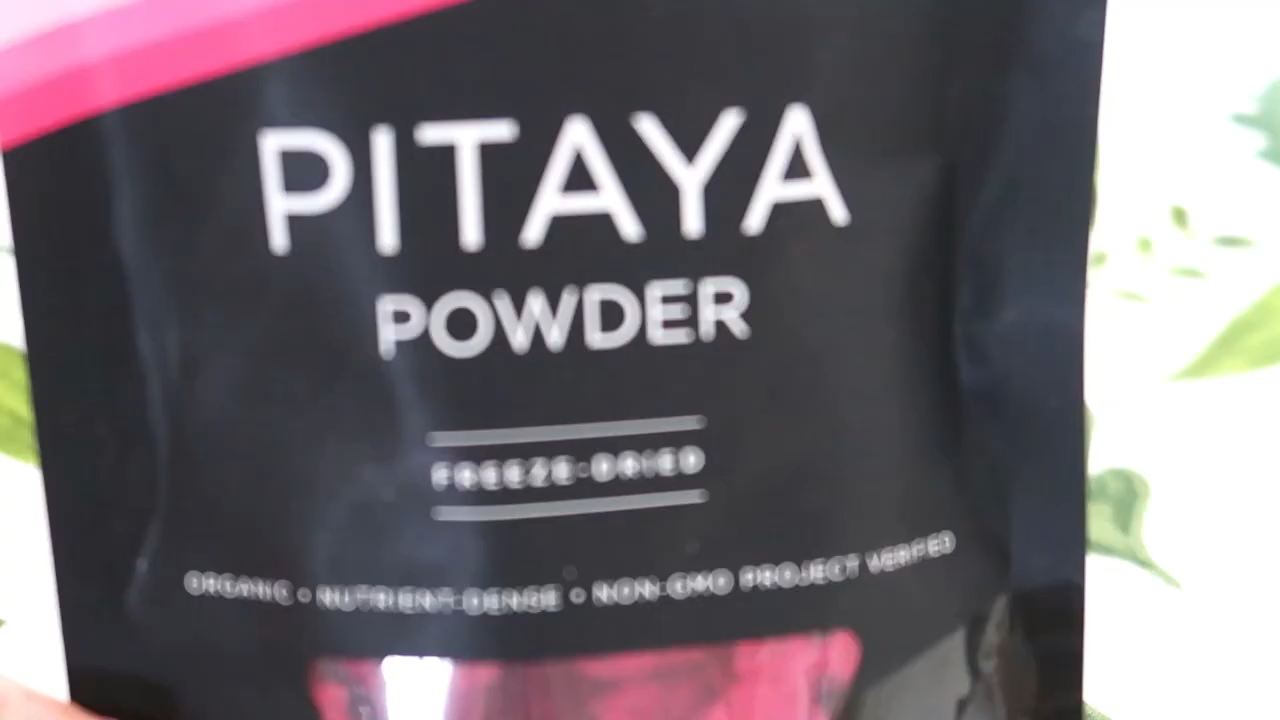 PITAYA
POWDER
FREEZE-DRIED
ORGANIC • NUTRIENT-DENSE • NON-GMO PROJECT VERIFIED